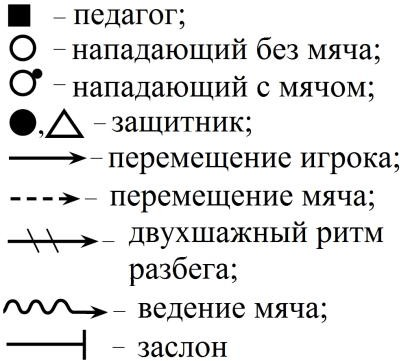 – педагог;
– нападающий без мяча;
– нападающий с мячом;
, – защитник;
– перемещение игрока;
– перемещение мяча;
– двухшажный ритм
разбега;
– ведение мяча;
– заслон